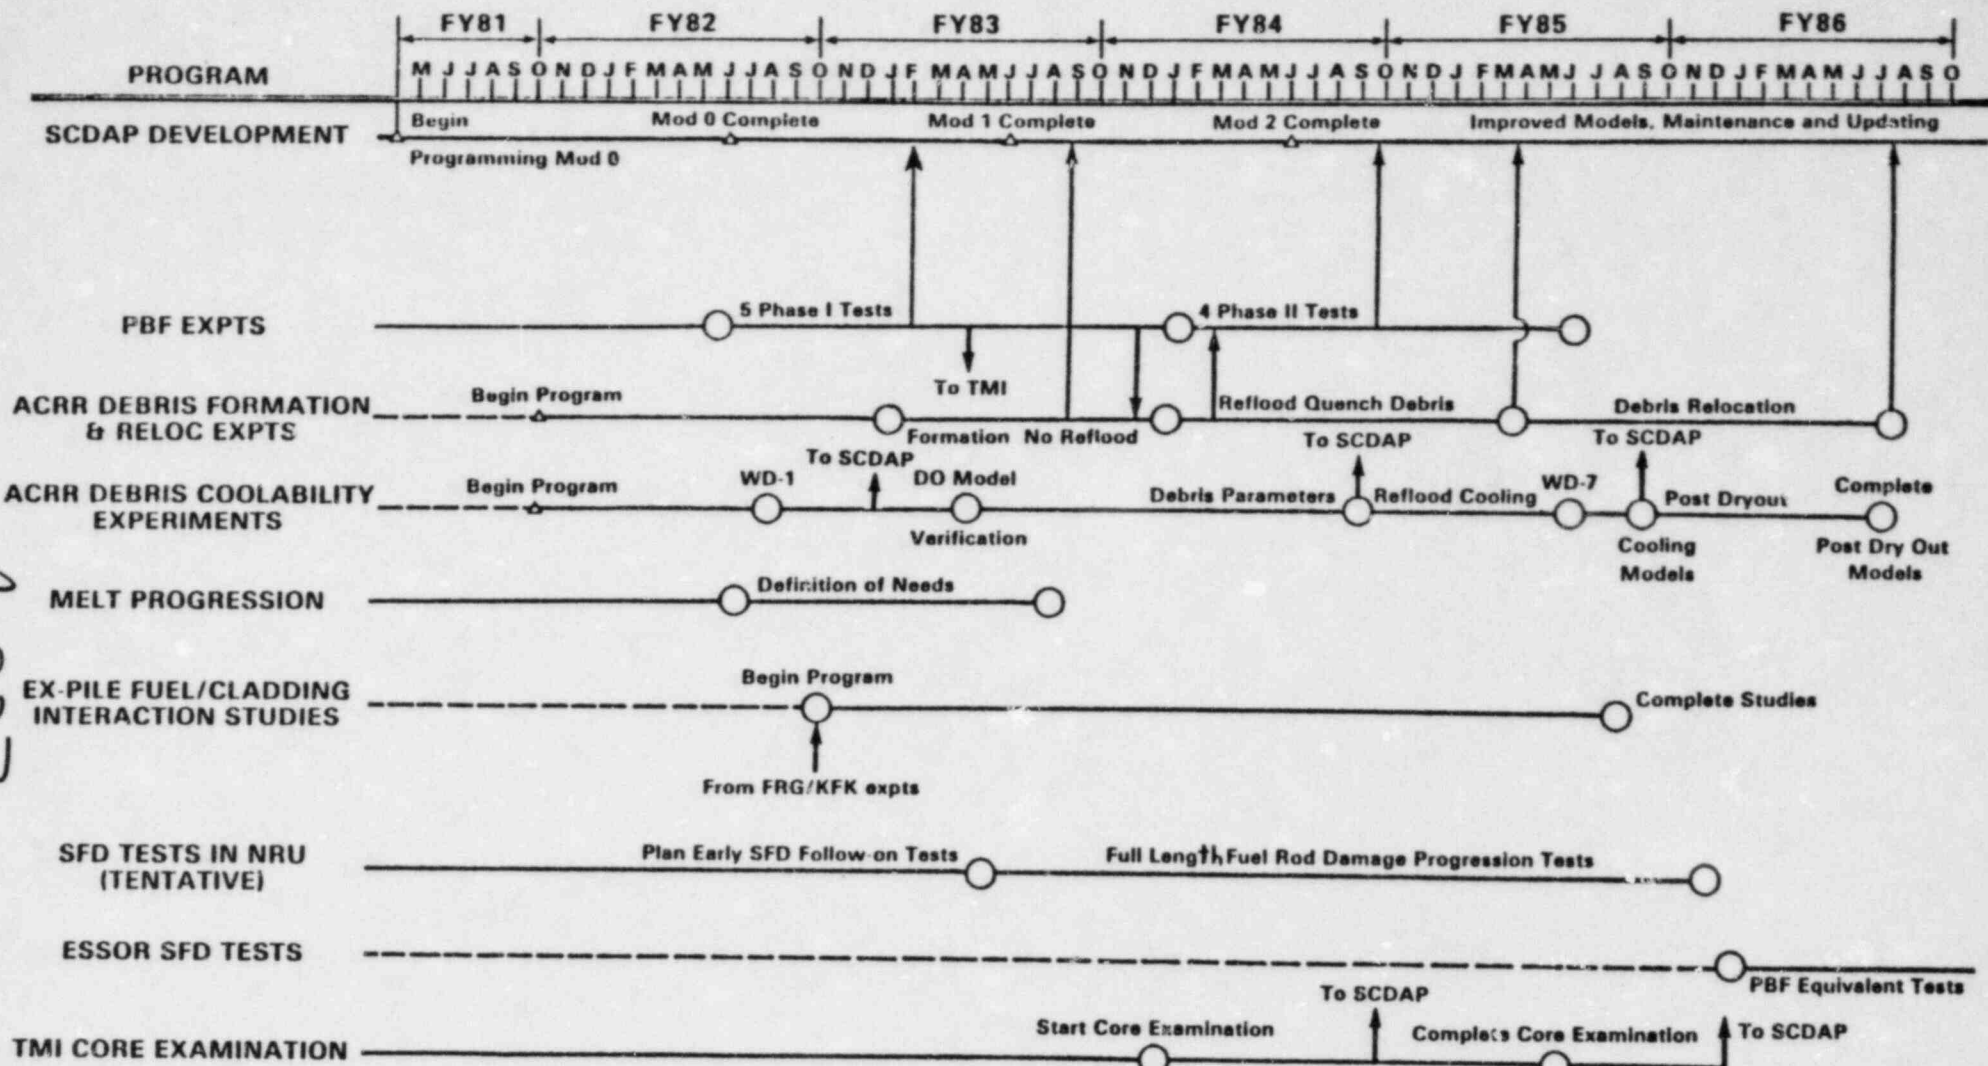 FY81 FY82 FY83 FY84 FY85 FY86
PROGRAM M J J A S O N D J F M A M J J A S O N D J F M A M J J A S O N D J F M A M J J A S O N D J F M A M J J A S O N D J F M A M J J A S O
SCDAP DEVELOPMENT
Begin Mod 0 Complete Mod 1 Complete Mod 2 Complete Improved Models, Maintenance and Updating
Programming Mod 0
PBF EXPTS
5 Phase I Tests 4 Phase II Tests
To TMI
ACRR DEBRIS FORMATION
& RELOC EXPTS
Begin Program Reflood Quench Debris Debris Relocation
Formation No Reflood To SCDAP To SCDAP
ACRR DEBRIS COOLABILITY
EXPERIMENTS
To SCDAP
Begin Program WD-1 DO Model Debris Parameters Reflood Cooling WD-7 Post Dryout Complete
Verification Cooling Post Dry Out
Models Models
MELT PROGRESSION
Definition of Needs
EX-PILE FUEL/CLADDING
INTERACTION STUDIES
Begin Program Complete Studies
From FRG/KFK expts
SFD TESTS IN NRU
(TENTATIVE)
Plan Early SFD Follow-on Tests Full Length Fuel Rod Damage Progression Tests
ESSOR SFD TESTS
PBF Equivalent Tests
To SCDAP
TMI CORE EXAMINATION
Start Core Examination Complete Core Examination To SCDAP